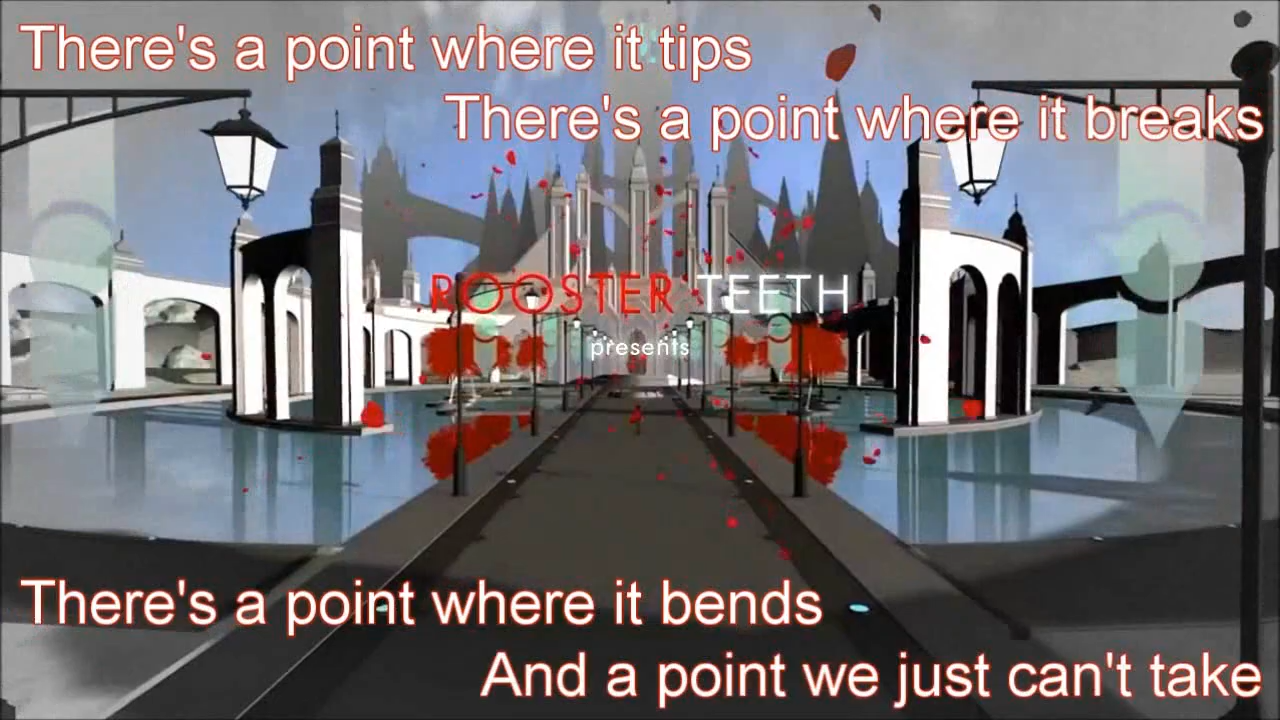 There's a point where it tips
There's a point where it breaks
ROOSTER TEETH
presents
There's a point where it bends
And a point we just can't take